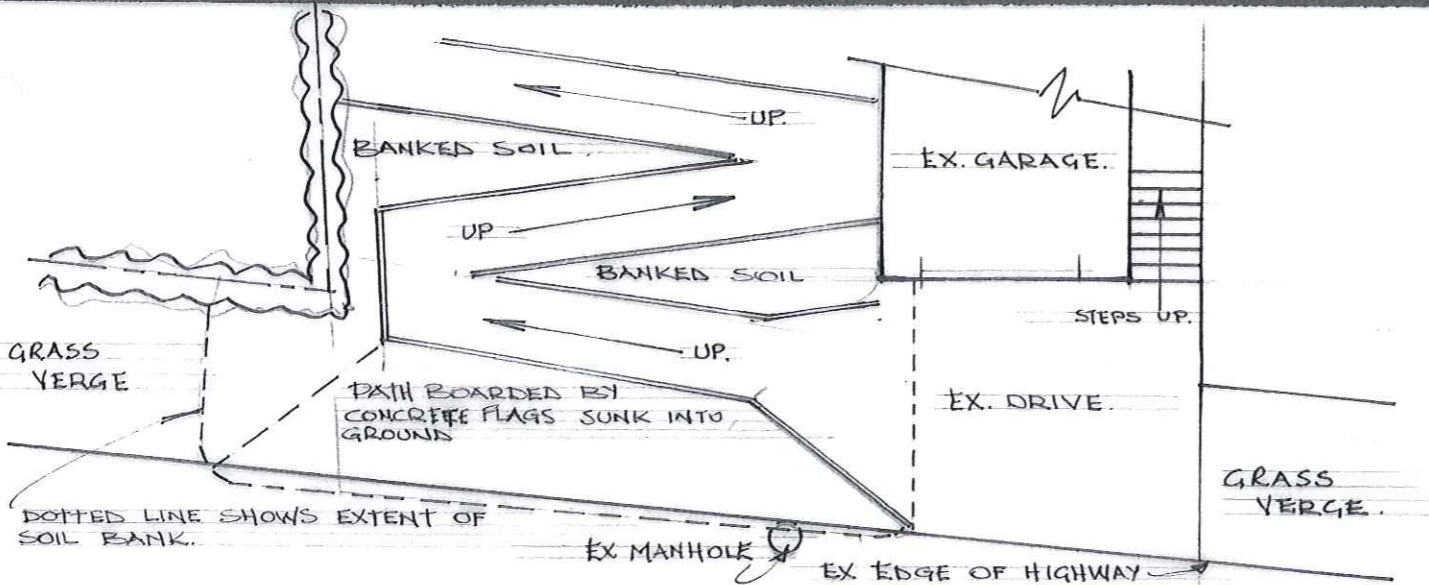 UP.
BANKED SOIL.
EX. GARAGE.
UP
BANKED SOIL
STEPS UP.
UP.
GRASS
VERGE
PATH BOARDED BY
CONCRETE FLAGS SUNK INTO
GROUND
EX. DRIVE.
GRASS
VERGE.
DOTTED LINE SHOWS EXTENT OF
SOIL BANK.
EX MANHOLE
EX EDGE OF HIGHWAY